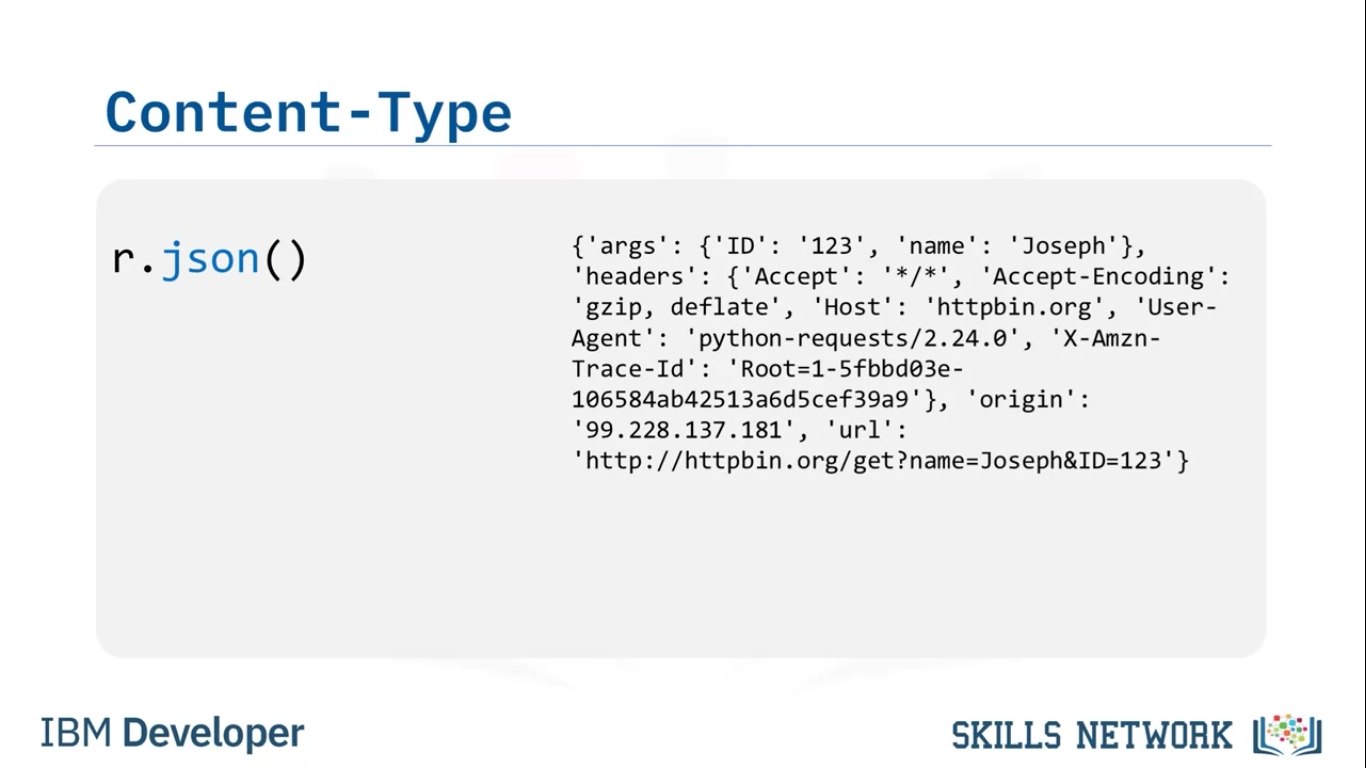 Content-Type
r.json()
{'args': {'ID': '123', 'name': 'Joseph'},
'headers': {'Accept': '*/*', 'Accept-Encoding':
'gzip, deflate', 'Host': 'httpbin.org', 'User-
Agent': 'python-requests/2.24.0', 'X-Amzn-
Trace-Id': 'Root=1-5fbbd03e-
106584ab42513a6d5cef39a9'}, 'origin':
'99.228.137.181', 'url':
'http://httpbin.org/get?name=Joseph&ID=123'}
IBM Developer
SKILLS NETWORK